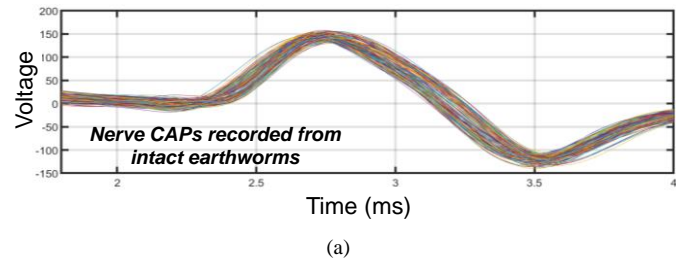 200
150
100
50
0
-50
-100
-150
Voltage
Nerve CAPs recorded from
intact earthworms
2
2.5
3
3.5
4
Time (ms)
(a)